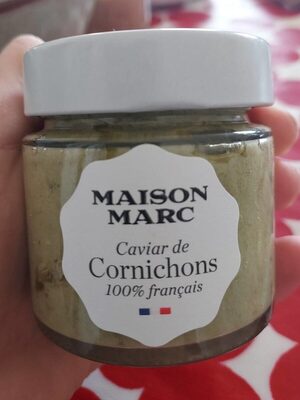 MAISON
MARC
Caviar de
Cornichons
100% français